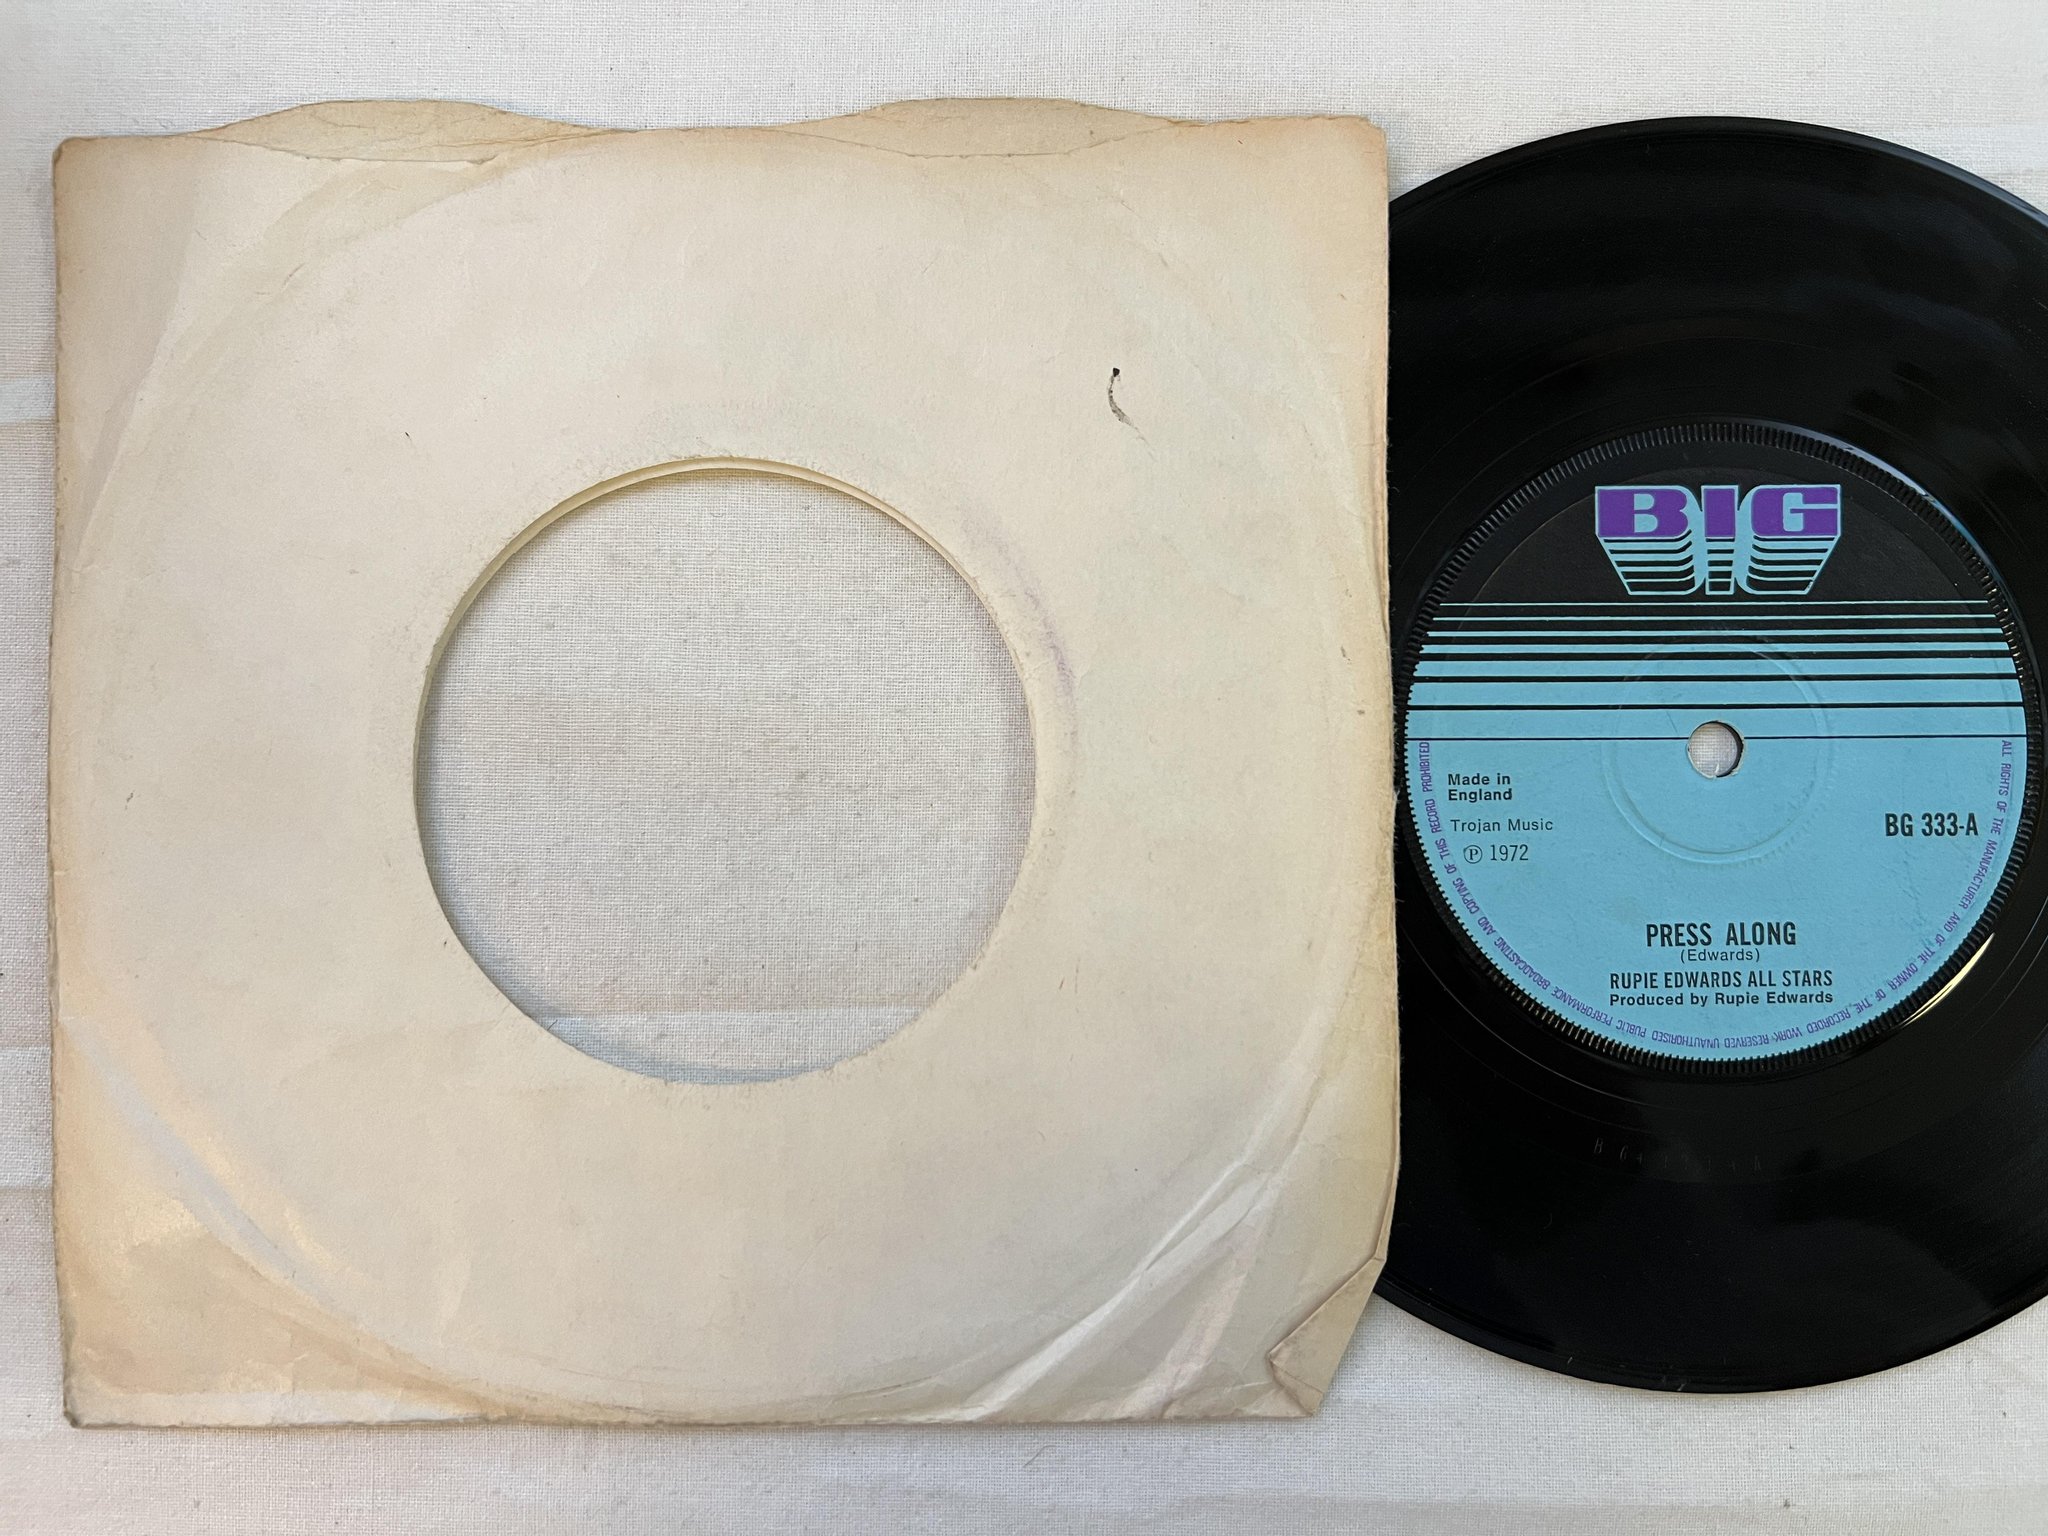 BIG
Made in
England
Trojan Music
Ⓟ 1972
BG 333-A
PRESS ALONG
(Edwards)
RUPIE EDWARDS ALL STARS
Produced by Rupie Edwards
ALL RIGHTS OF THE MANUFACTURER AND OF THE OWNER OF THE RECORDED WORK RESERVED UNAUTHORISED PUBLIC PERFORMANCE BROADCASTING AND COPYING OF THIS RECORD PROHIBITED